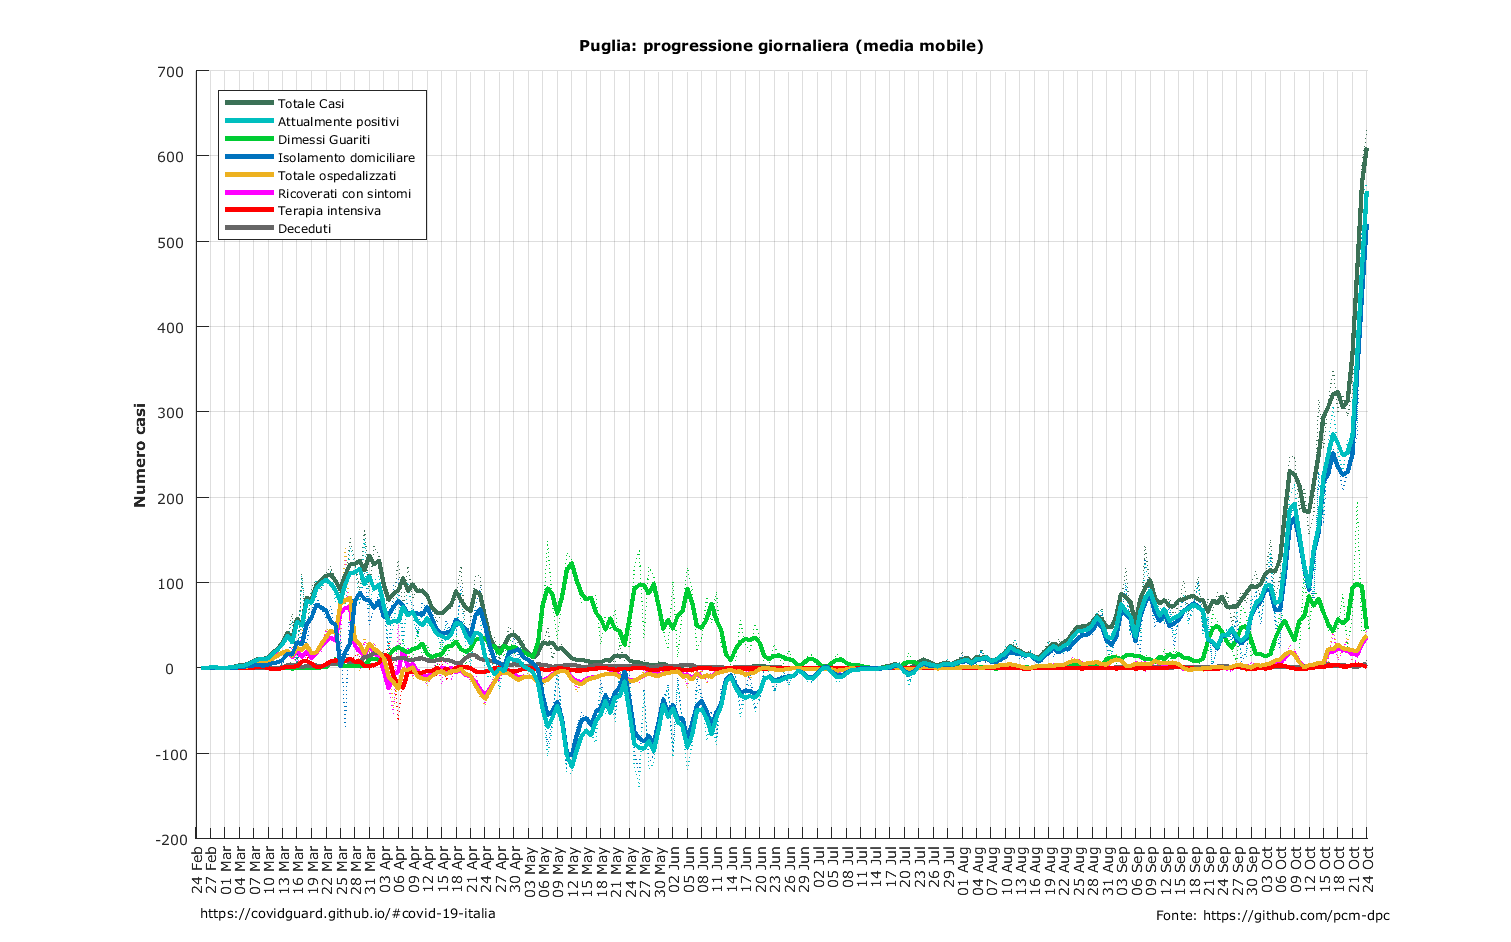 Puglia: progressione giornaliera (media mobile)
700
600
500
400
300
200
100
0
-100
-200
Numero casi
Totale Casi
Attualmente positivi
Dimessi Guariti
Isolamento domiciliare
Totale ospedalizzati
Ricoverati con sintomi
Terapia intensiva
Deceduti
24 Feb
27 Feb
01 Mar
04 Mar
07 Mar
10 Mar
13 Mar
16 Mar
19 Mar
22 Mar
25 Mar
28 Mar
31 Mar
03 Apr
06 Apr
09 Apr
12 Apr
15 Apr
18 Apr
21 Apr
24 Apr
27 Apr
30 Apr
03 May
06 May
09 May
12 May
15 May
18 May
21 May
24 May
27 May
30 May
02 Jun
05 Jun
08 Jun
11 Jun
14 Jun
17 Jun
20 Jun
23 Jun
26 Jun
29 Jun
02 Jul
05 Jul
08 Jul
11 Jul
14 Jul
17 Jul
20 Jul
23 Jul
26 Jul
29 Jul
01 Aug
04 Aug
07 Aug
10 Aug
13 Aug
16 Aug
19 Aug
22 Aug
25 Aug
28 Aug
31 Aug
03 Sep
06 Sep
09 Sep
12 Sep
15 Sep
18 Sep
21 Sep
24 Sep
27 Sep
30 Sep
03 Oct
06 Oct
09 Oct
12 Oct
15 Oct
18 Oct
21 Oct
24 Oct
https://covidguard.github.io/#covid-19-italia
Fonte: https://github.com/pcm-dpc